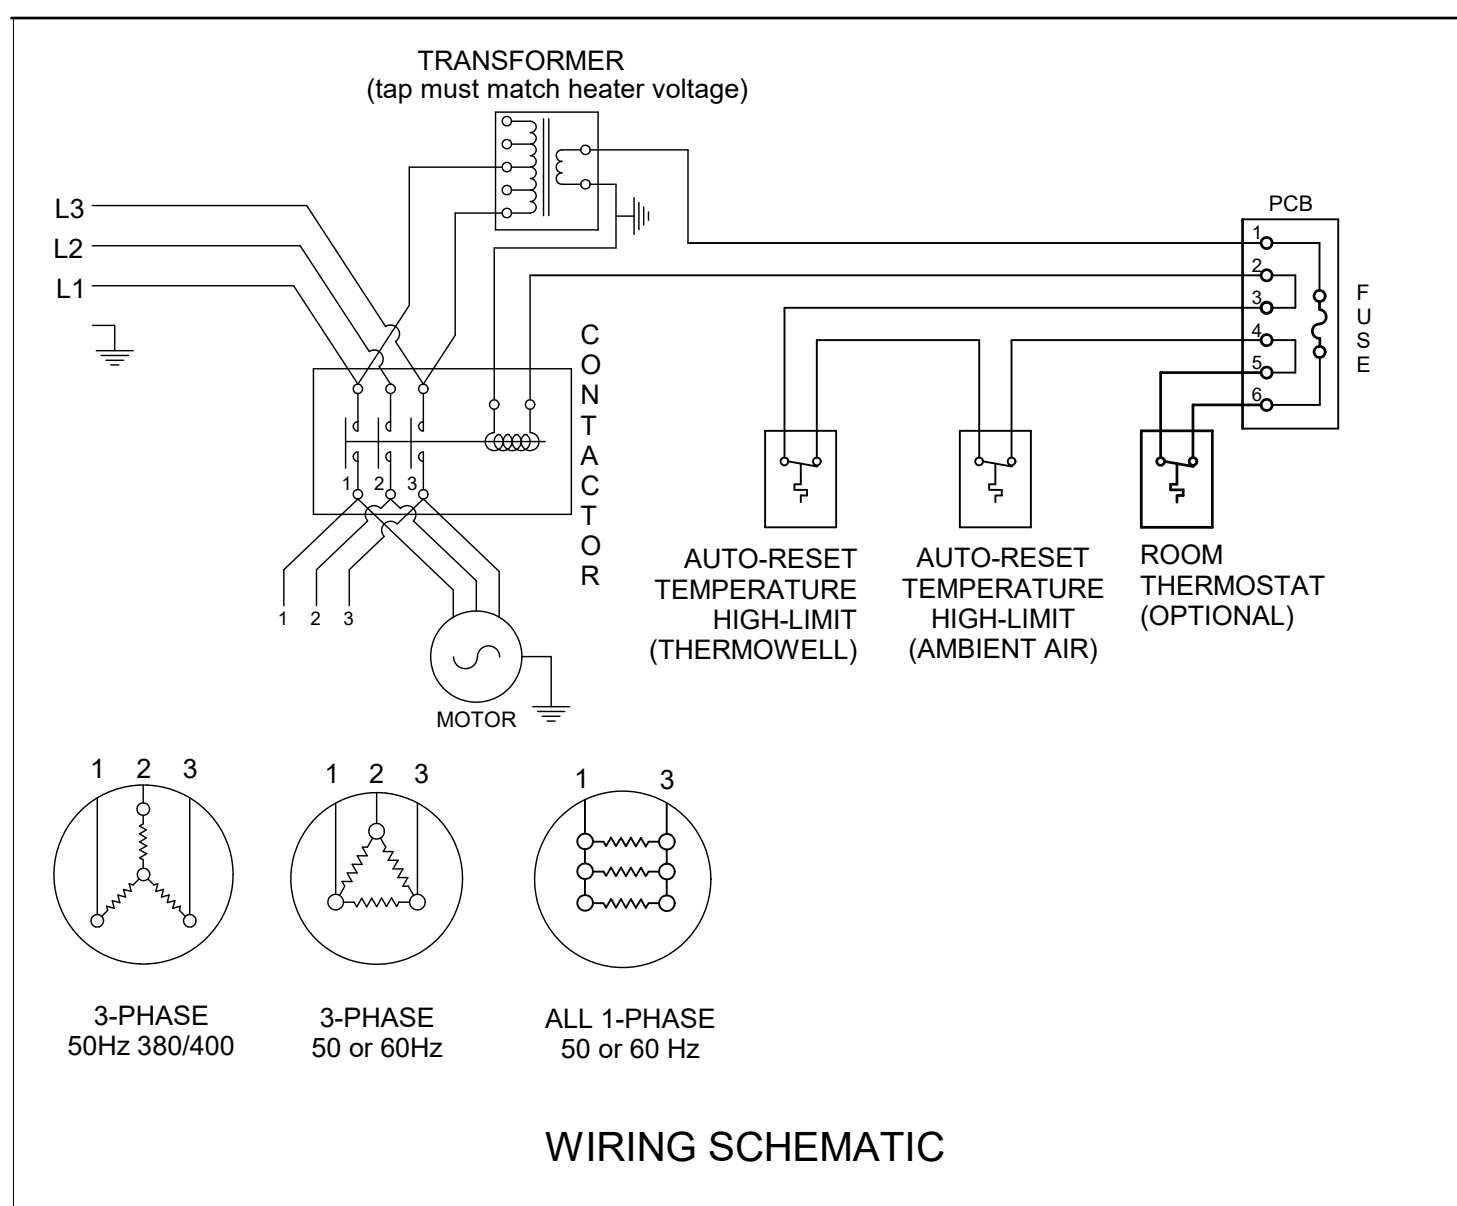 TRANSFORMER
(tap must match heater voltage)
L3
L2
L1
PCB
1
2
3
4
5
6
FUSE
CONTACTOR
1 2 3
1 2 3
MOTOR
AUTO-RESET
TEMPERATURE
HIGH-LIMIT
(THERMOWELL)
AUTO-RESET
TEMPERATURE
HIGH-LIMIT
(AMBIENT AIR)
ROOM
THERMOSTAT
(OPTIONAL)
1 2 3
3-PHASE
50Hz 380/400
1 2 3
3-PHASE
50 or 60Hz
1 3
ALL 1-PHASE
50 or 60 Hz
WIRING SCHEMATIC